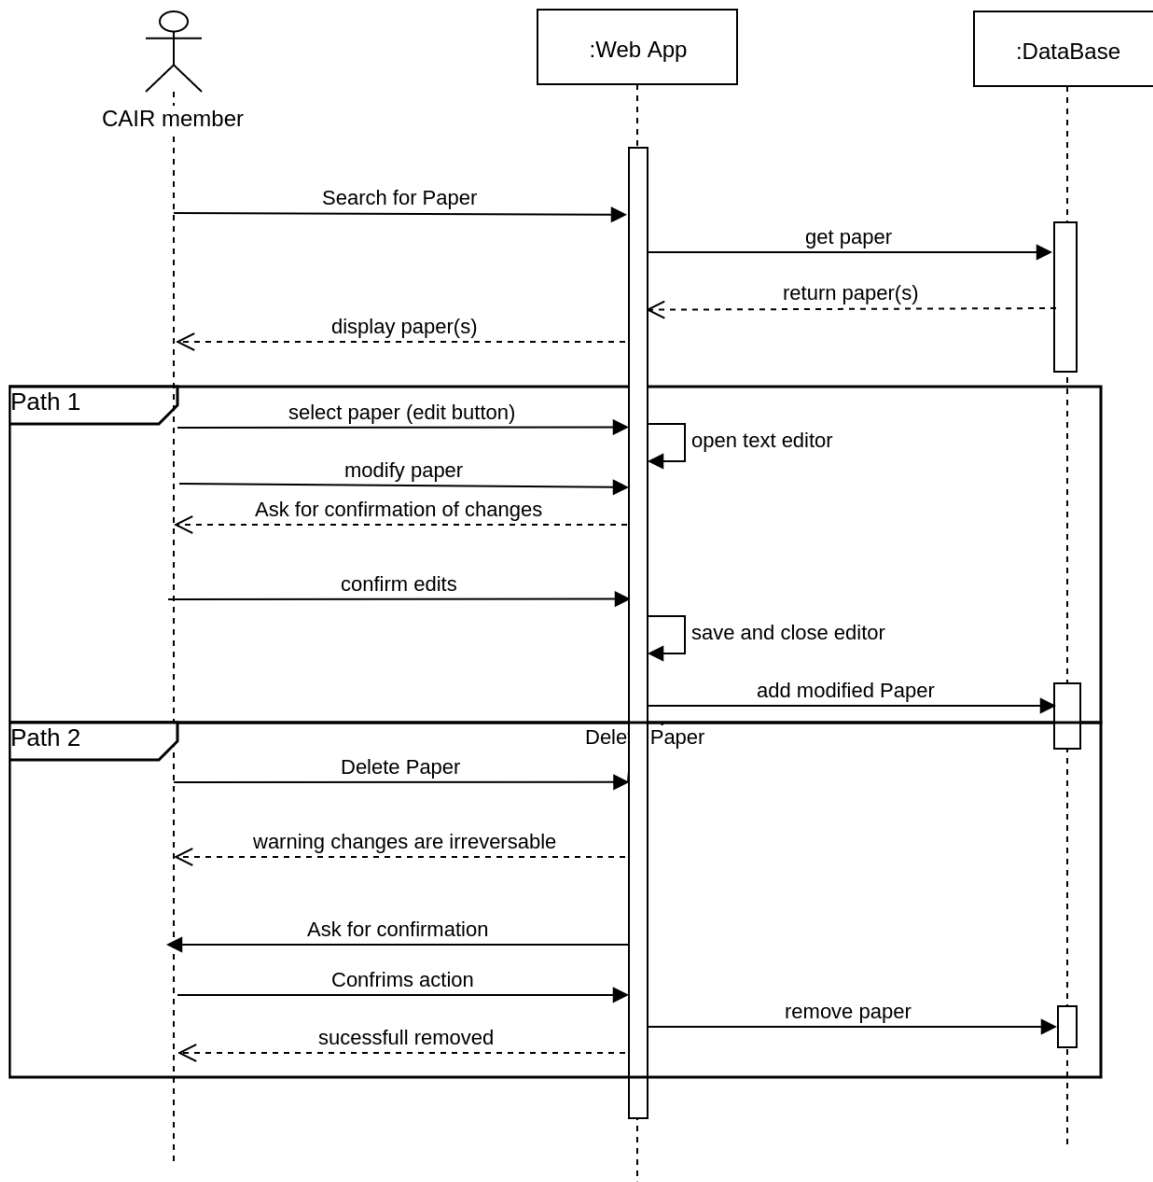 :Web App
:DataBase
CAIR member
Search for Paper
get paper
return paper(s)
display paper(s)
Path 1
select paper (edit button)
open text editor
modify paper
Ask for confirmation of changes
confirm edits
save and close editor
add modified Paper
Path 2
Dele Paper
Delete Paper
warning changes are irreversable
Ask for confirmation
Confrims action
remove paper
sucessfull removed